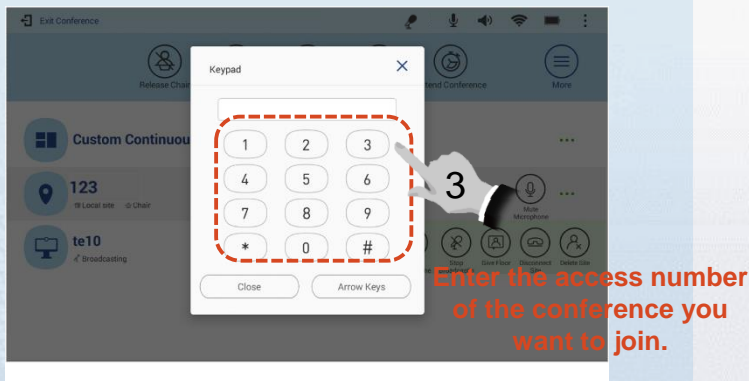 Exit Conference
Keypad
Release Chair
tend Conference
More
Custom Continuou
1 2 3
4 5 6
7 8 9
* 0 #
123
Local site Chair
Mute
Microphone
te10
Broadcasting
Stop
Give Floor
Disconnect
Site
Delete Site
Close
Arrow Keys
3
Enter the access number
of the conference you
want to join.